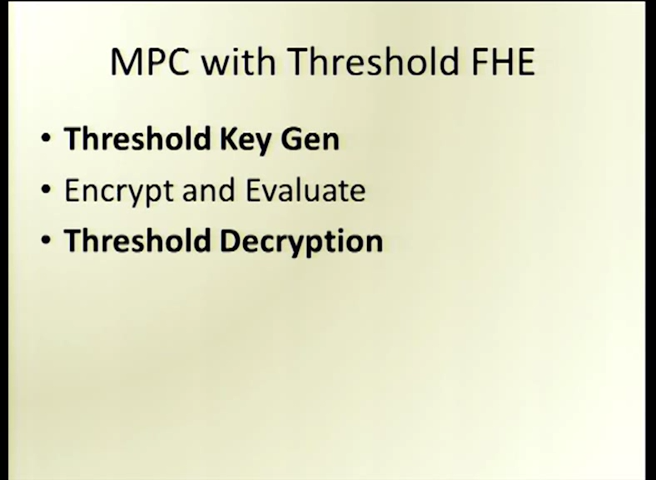 MPC with Threshold FHE
• Threshold Key Gen
• Encrypt and Evaluate
• Threshold Decryption